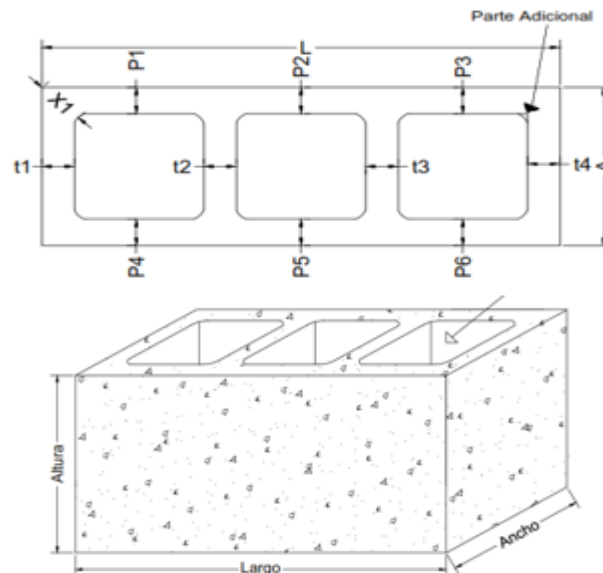 Parte Adicional
L
P1
P2
P3
X1
t1
t2
t3
t4
A
P4
P5
P6
Altura
Largo
Ancho